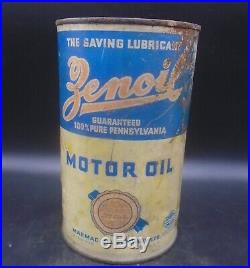 THE SAVING LUBRICA
Zenoil
GUARANTEED
100% PURE PENNSYLVANIA
MOTOR OIL